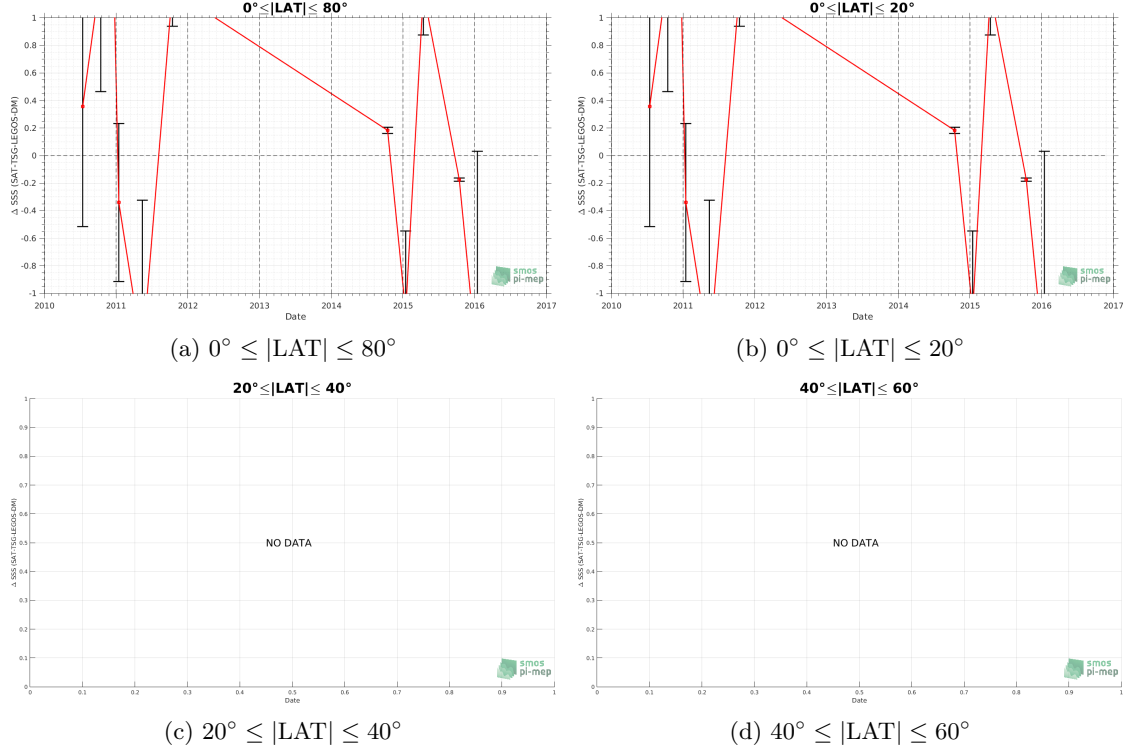 0°≤|LAT|≤ 80°
1
0.8
0.6
0.4
0.2
0
-0.2
-0.4
-0.6
-0.8
-1
Δ SSS (SAT-TSG-LEGOS-DM)
2010 2011 2012 2013 2014 2015 2016 2017
Date
smos
pi-mep
(a) 0° ≤ |LAT| ≤ 80°
0°≤|LAT|≤ 20°
1
0.8
0.6
0.4
0.2
0
-0.2
-0.4
-0.6
-0.8
-1
Δ SSS (SAT-TSG-LEGOS-DM)
2010 2011 2012 2013 2014 2015 2016 2017
Date
smos
pi-mep
(b) 0° ≤ |LAT| ≤ 20°
20°≤|LAT|≤ 40°
1
0.9
0.8
0.7
0.6
0.5
0.4
0.3
0.2
0.1
0
Δ SSS (SAT-TSG-LEGOS-DM)
NO DATA
0 0.1 0.2 0.3 0.4 0.5 0.6 0.7 0.8 0.9 1
Date
smos
pi-mep
(c) 20° ≤ |LAT| ≤ 40°
40°≤|LAT|≤ 60°
1
0.9
0.8
0.7
0.6
0.5
0.4
0.3
0.2
0.1
0
Δ SSS (SAT-TSG-LEGOS-DM)
NO DATA
0 0.1 0.2 0.3 0.4 0.5 0.6 0.7 0.8 0.9 1
Date
smos
pi-mep
(d) 40° ≤ |LAT| ≤ 60°